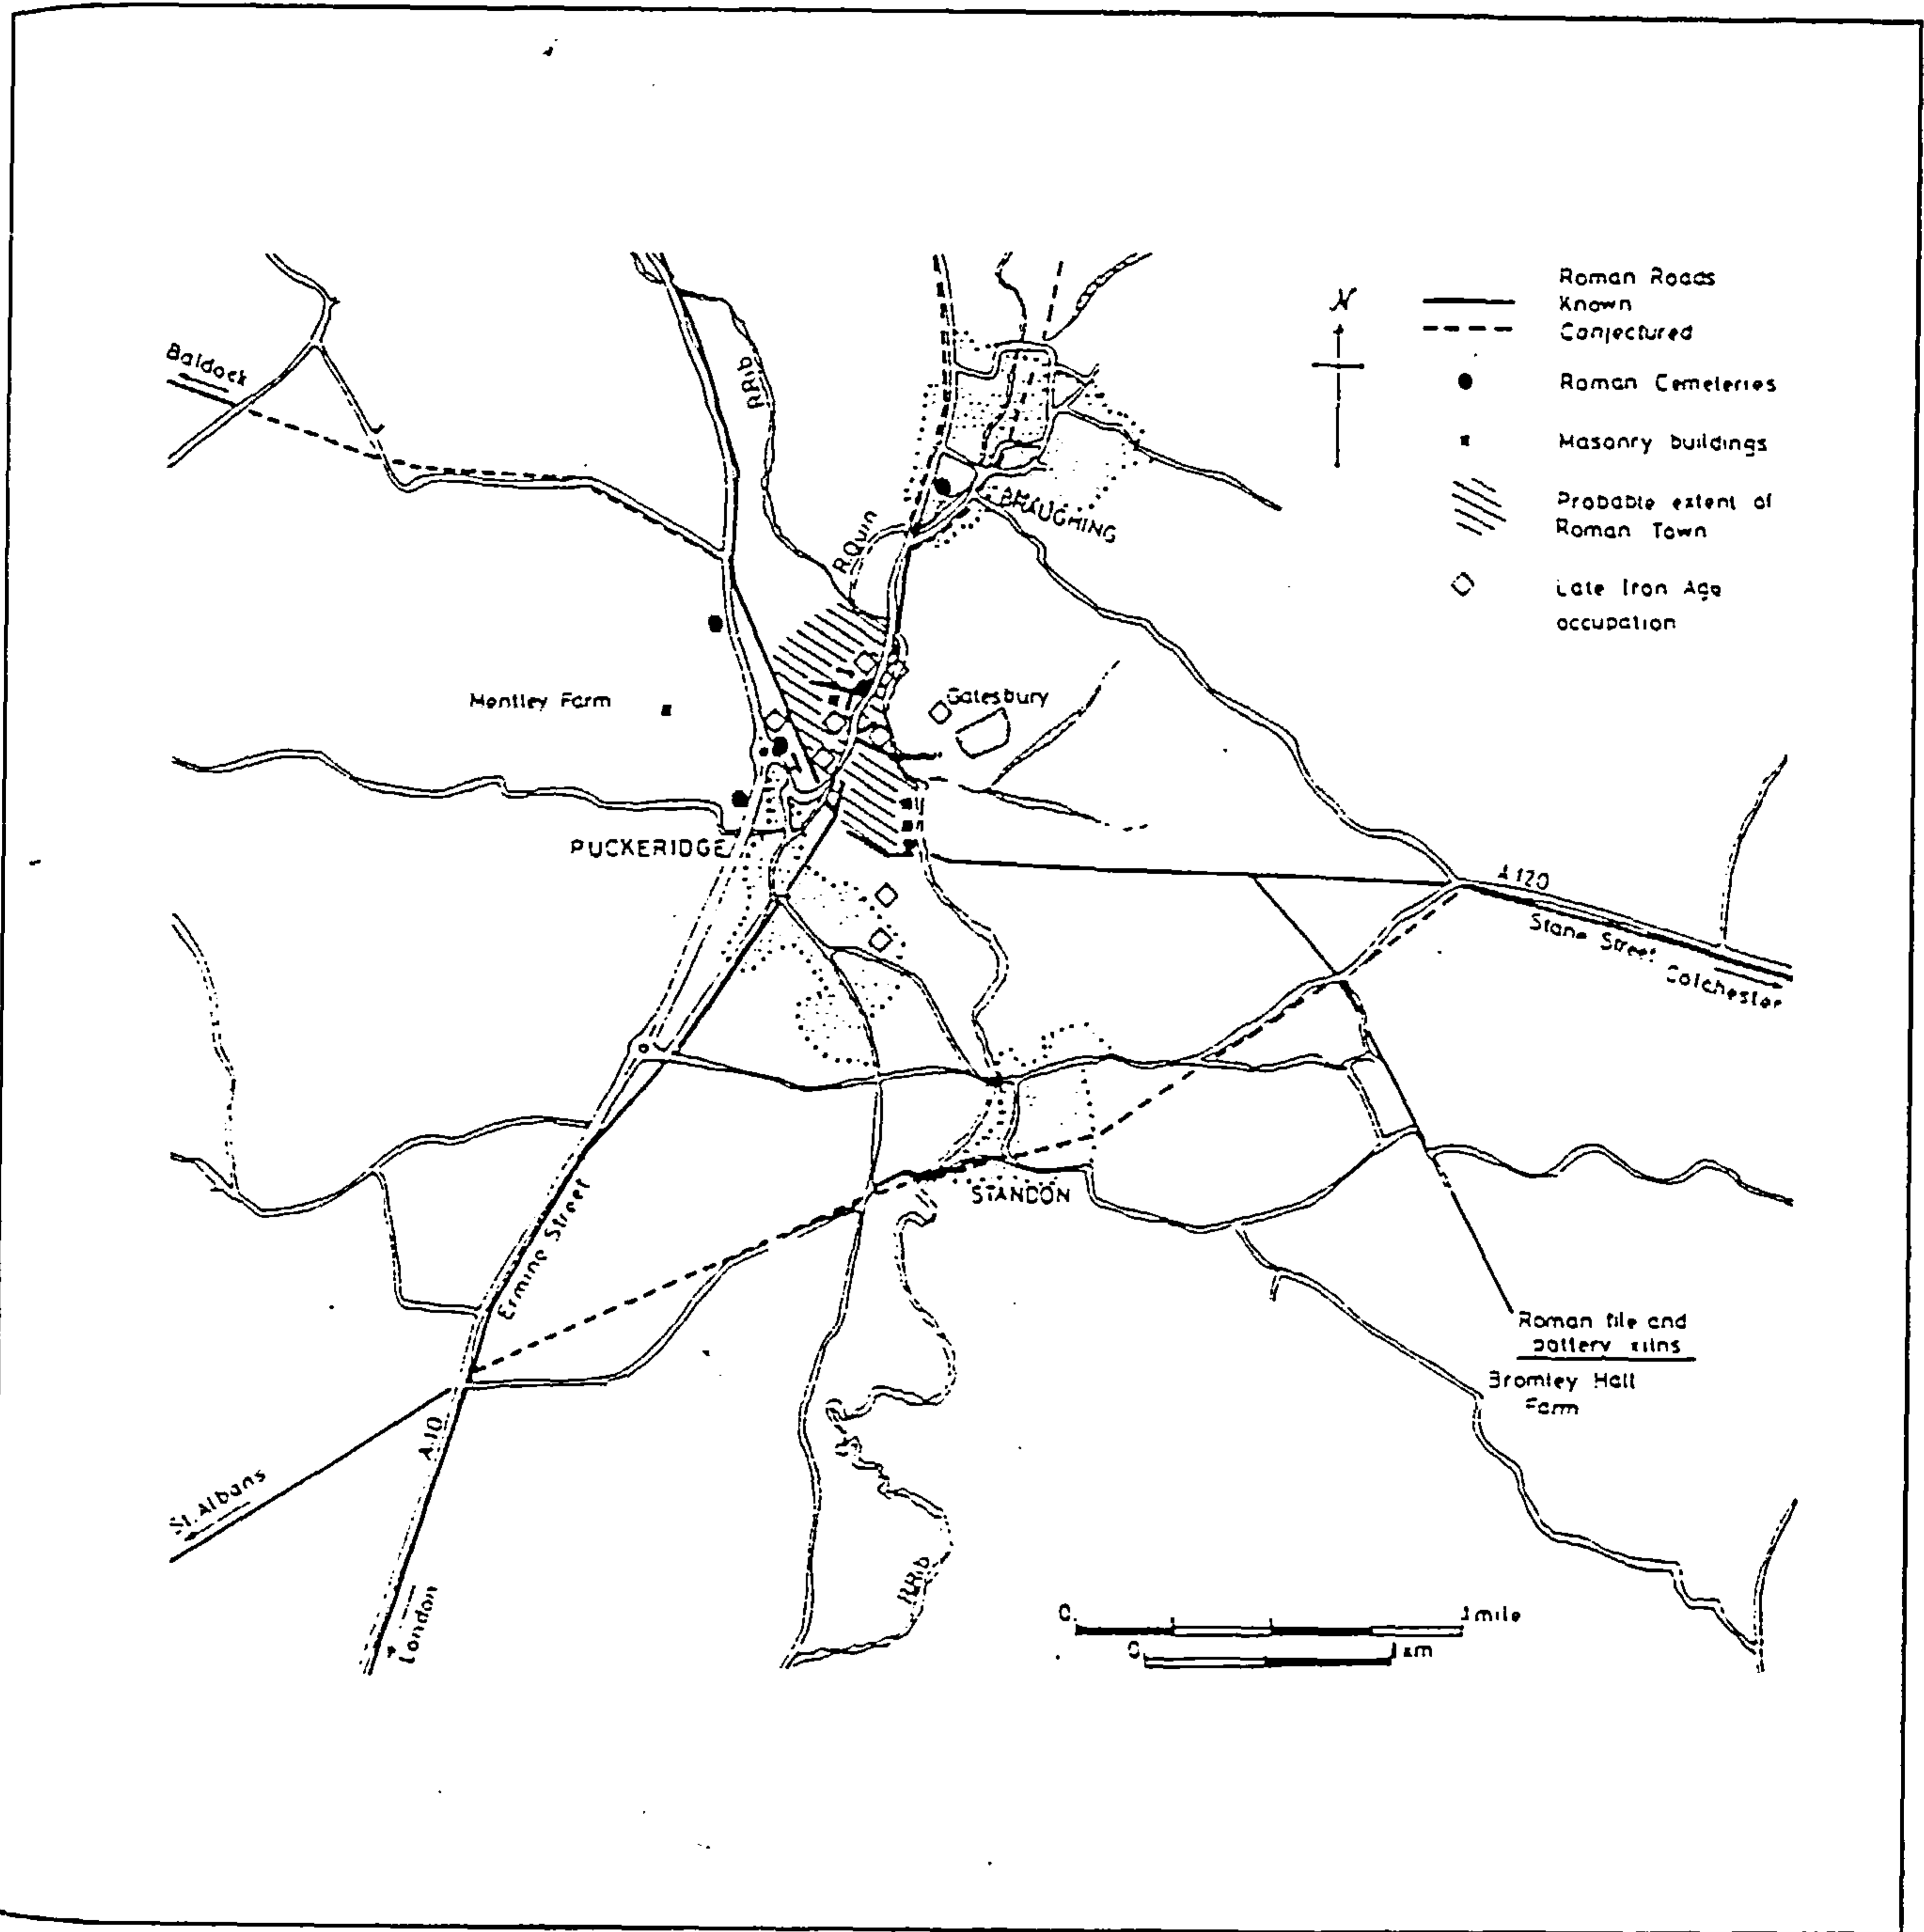 N
Roman Roads
Known
Conjectured
Roman Cemeteries
Masonry buildings
Probable extent of
Roman Town
Late Iron Age
occupation
Baldock
R.Rib
R.Quin
BRAUGHING
Mentley Farm
Gatesbury
PUCKERIDGE
A 120
Stane Street
Colchester
STANDON
Ermine Street
Roman tile and
pottery kilns
Bromley Hall
Farm
A 10
St. Albans
London
R.Rib
0 1 mile
0 1 km